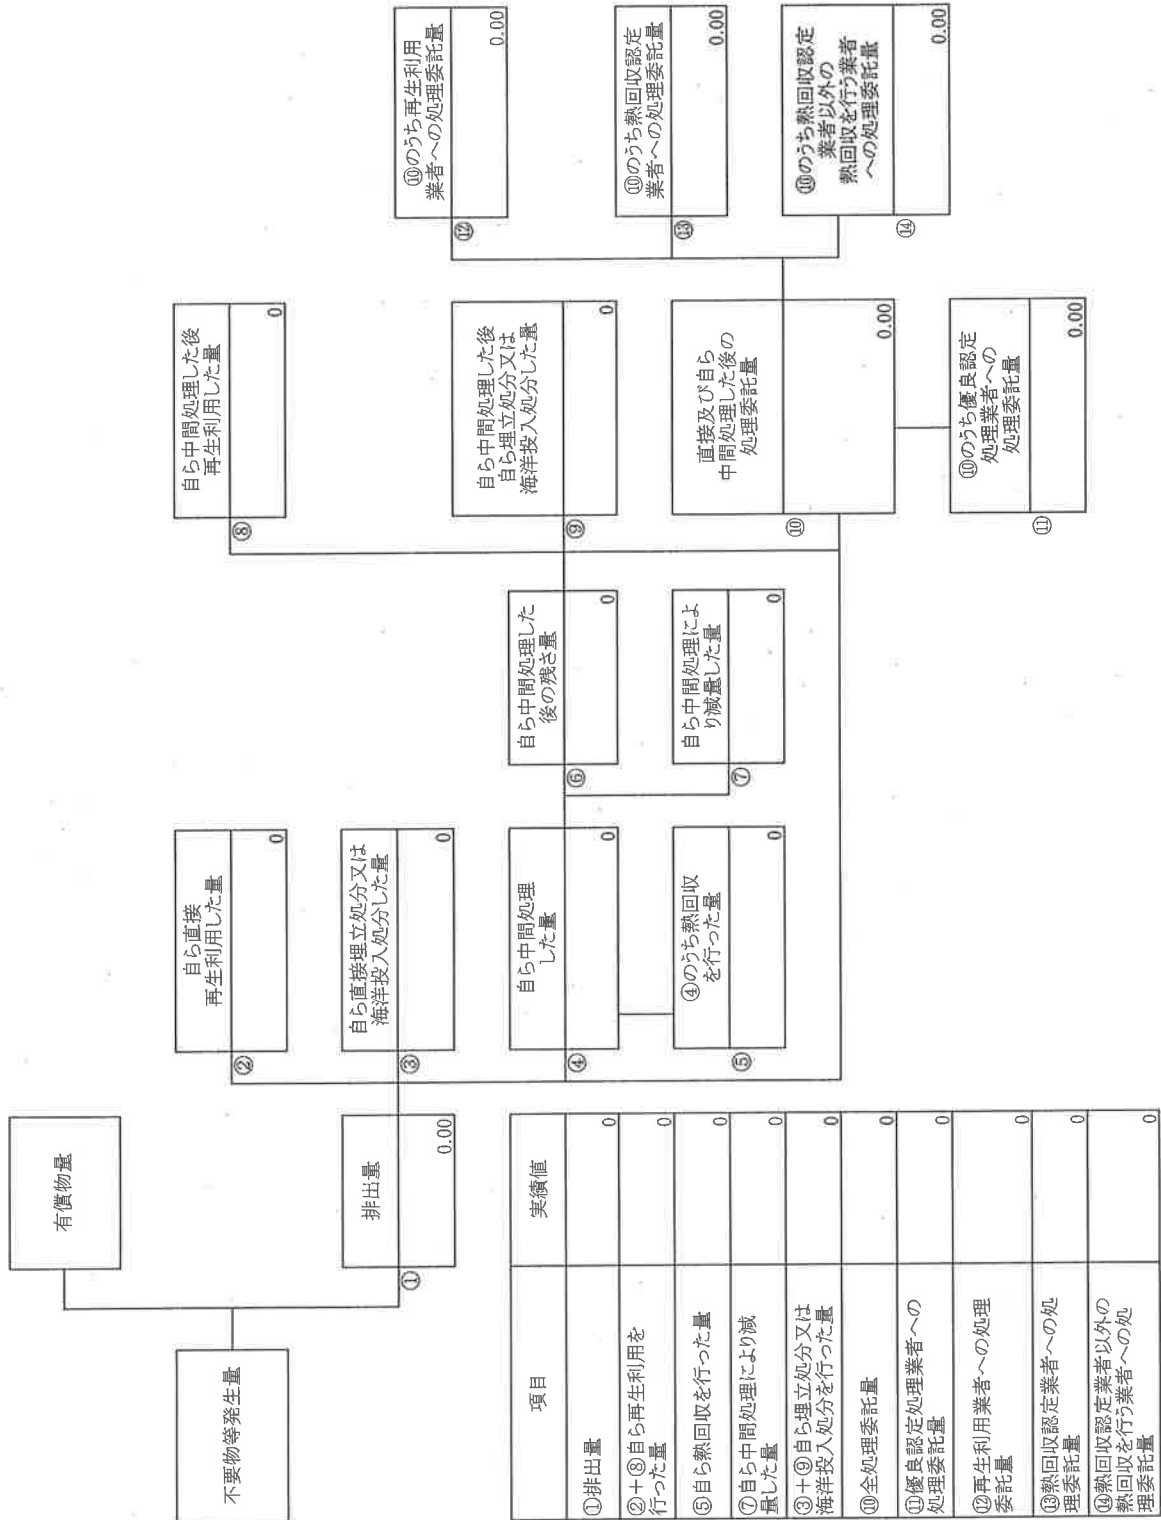 不要物等発生量
有償物量
排出量
①
0.00
自ら直接
再生利用した量
②
0
自ら直接埋立処分又は
海洋投入処分した量
③
0
自ら中間処理
した量
④
0
④のうち熱回収
を行った量
⑤
0
自ら中間処理した
後の残さ量
⑥
0
自ら中間処理によ
り減量した量
⑦
0
自ら中間処理した後
再生利用した量
⑧
0
自ら中間処理した後
自ら埋立処分又は
海洋投入処分した量
⑨
0
直接及び自ら
中間処理した後の
処理委託量
⑩
0.00
⑩のうち優良認定
処理業者への
処理委託量
⑪
0.00
⑩のうち再生利用
業者への処理委託量
⑫
0.00
⑩のうち熱回収認定
業者への処理委託量
⑬
0.00
⑩のうち熱回収認定
業者以外の
熱回収を行う業者
への処理委託量
⑭
0.00
項目 実績値
①排出量 0
②+⑧自ら再生利用を
行った量 0
⑤自ら熱回収を行った量 0
⑦自ら中間処理により減
量した量 0
③+⑨自ら埋立処分又は
海洋投入処分を行った量 0
⑩全処理委託量 0
⑪優良認定処理業者への
処理委託量 0
⑫再生利用業者への処理
委託量 0
⑬熱回収認定業者への処
理委託量 0
⑭熱回収認定業者以外の
熱回収を行う業者への処
理委託量 0